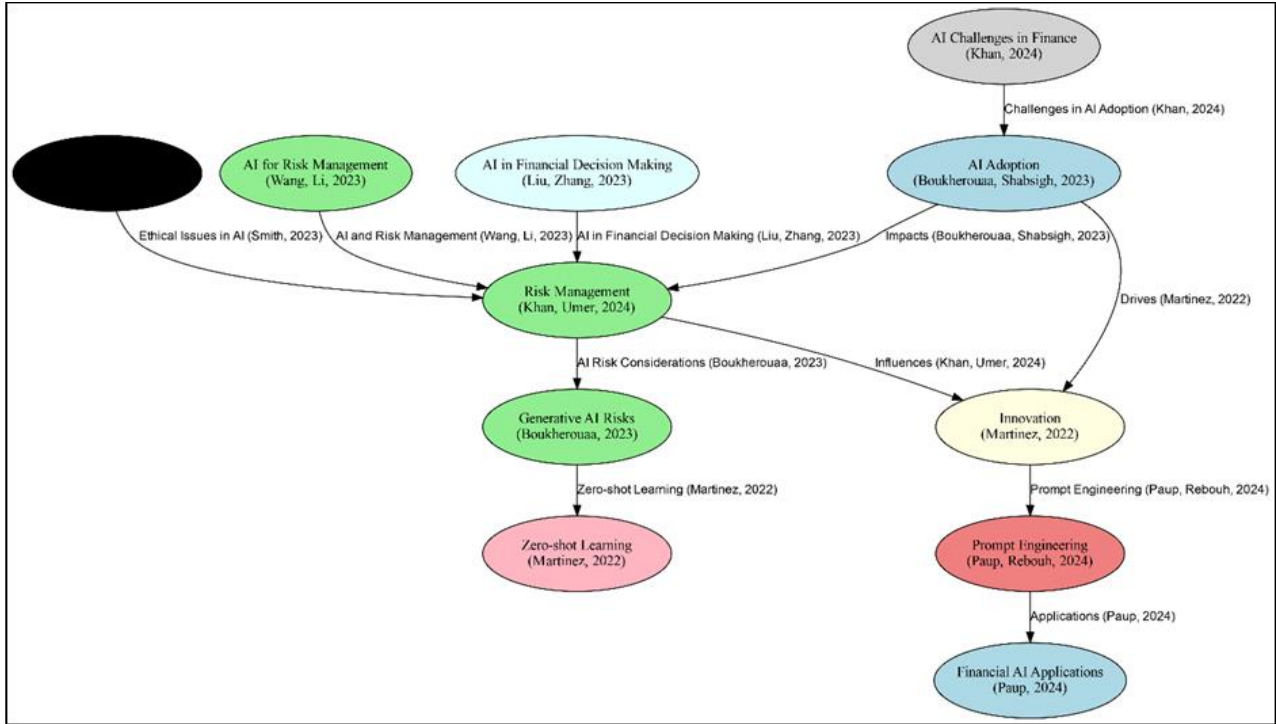 AI Challenges in Finance
(Khan, 2024)
Challenges in AI Adoption (Khan, 2024)
AI for Risk Management
(Wang, Li, 2023)
AI in Financial Decision Making
(Liu, Zhang, 2023)
AI Adoption
(Boukherouaa, Shabsigh, 2023)
Ethical Issues in AI (Smith, 2023)
AI and Risk Management (Wang, Li, 2023)
AI in Financial Decision Making (Liu, Zhang, 2023)
Impacts (Boukherouaa, Shabsigh, 2023)
Risk Management
(Khan, Umer, 2024)
Drives (Martinez, 2022)
AI Risk Considerations (Boukherouaa, 2023)
Influences (Khan, Umer, 2024)
Generative AI Risks
(Boukherouaa, 2023)
Innovation
(Martinez, 2022)
Zero-shot Learning (Martinez, 2022)
Prompt Engineering (Paup, Rebouh, 2024)
Zero-shot Learning
(Martinez, 2022)
Prompt Engineering
(Paup, Rebouh, 2024)
Applications (Paup, 2024)
Financial AI Applications
(Paup, 2024)